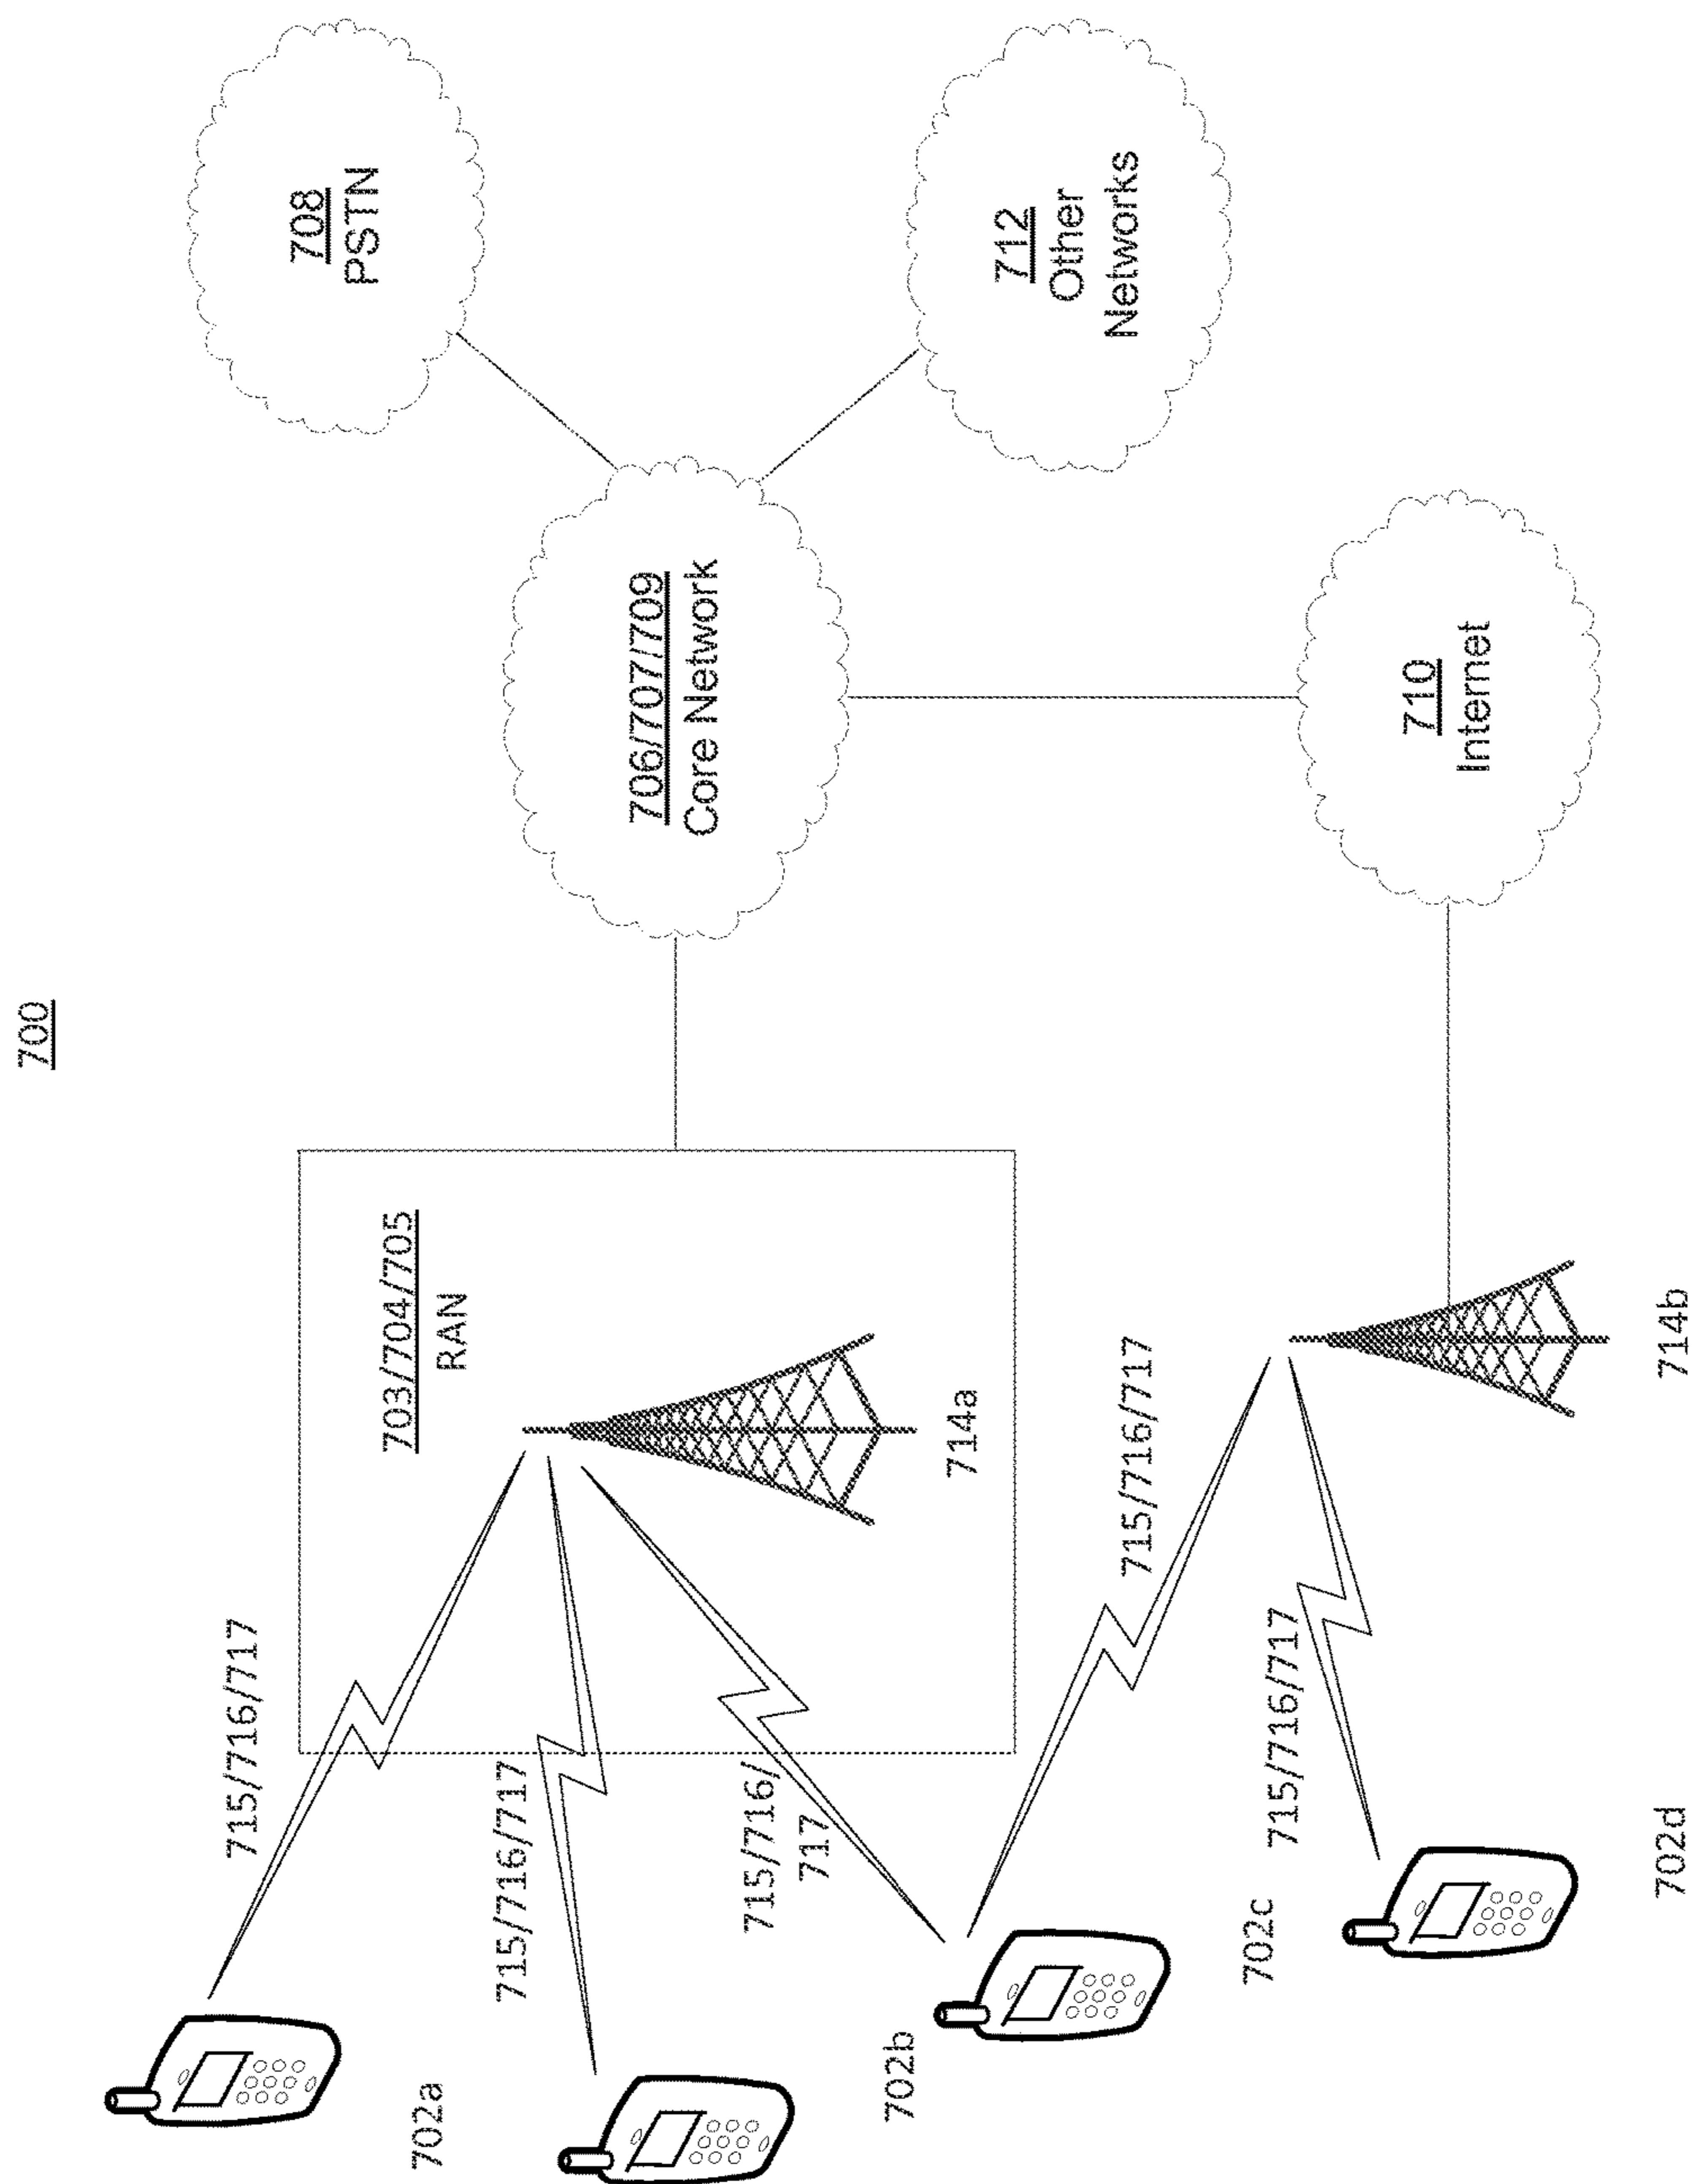 700
715/716/717
703/704/705
RAN
706/707/709
Core Network
708
PSTN
702a
715/716/717
714a
712
Other
Networks
702b
715/716/
717
715/716/717
702c
715/716/717
714b
710
Internet
702d